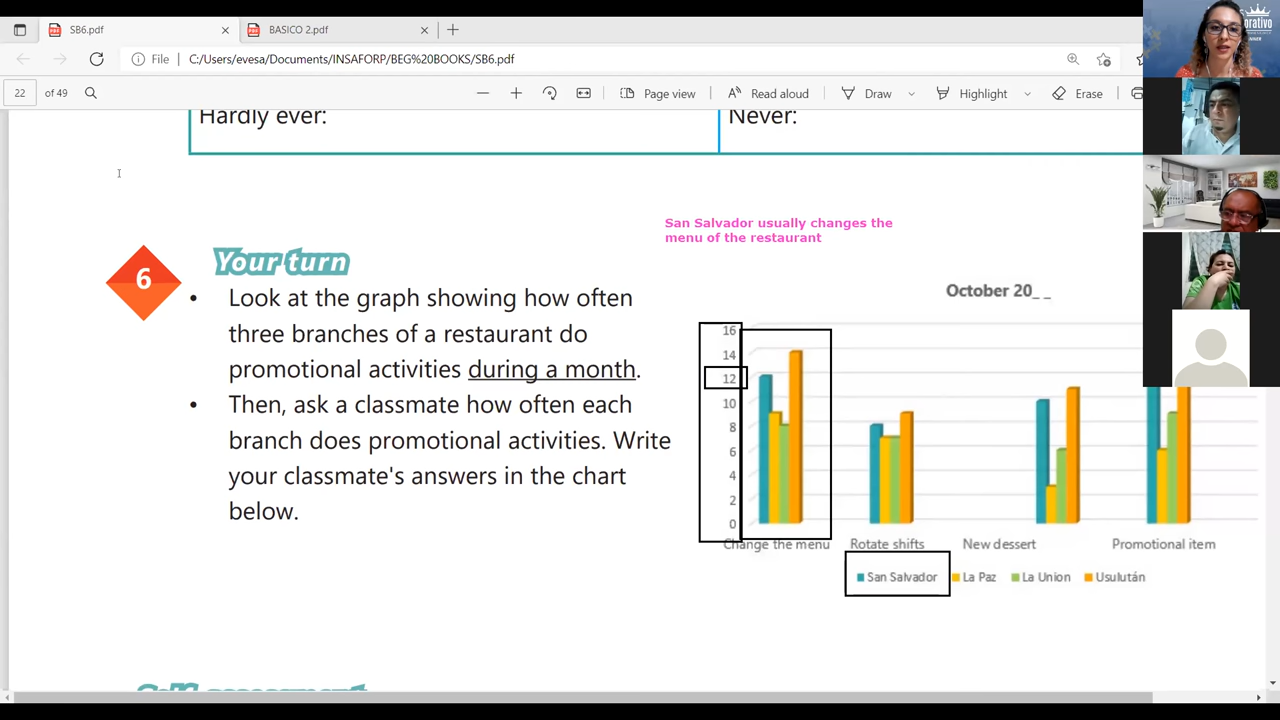 SB6.pdf
BASICO 2.pdf
File C:/Users/evesa/Documents/INSAFORP/BEG%20BOOKS/SB6.pdf
22 of 49
Page view
Read aloud
Draw
Highlight
Erase
Hardly ever:
Never:
San Salvador usually changes the
menu of the restaurant
6
Your turn
• Look at the graph showing how often
three branches of a restaurant do
promotional activities during a month.
• Then, ask a classmate how often each
branch does promotional activities. Write
your classmate's answers in the chart
below.
October 20_ _
16
14
12
10
8
6
4
2
0
Change the menu
Rotate shifts
New dessert
Promotional item
San Salvador
La Paz
La Union
Usulután
Self-assessment